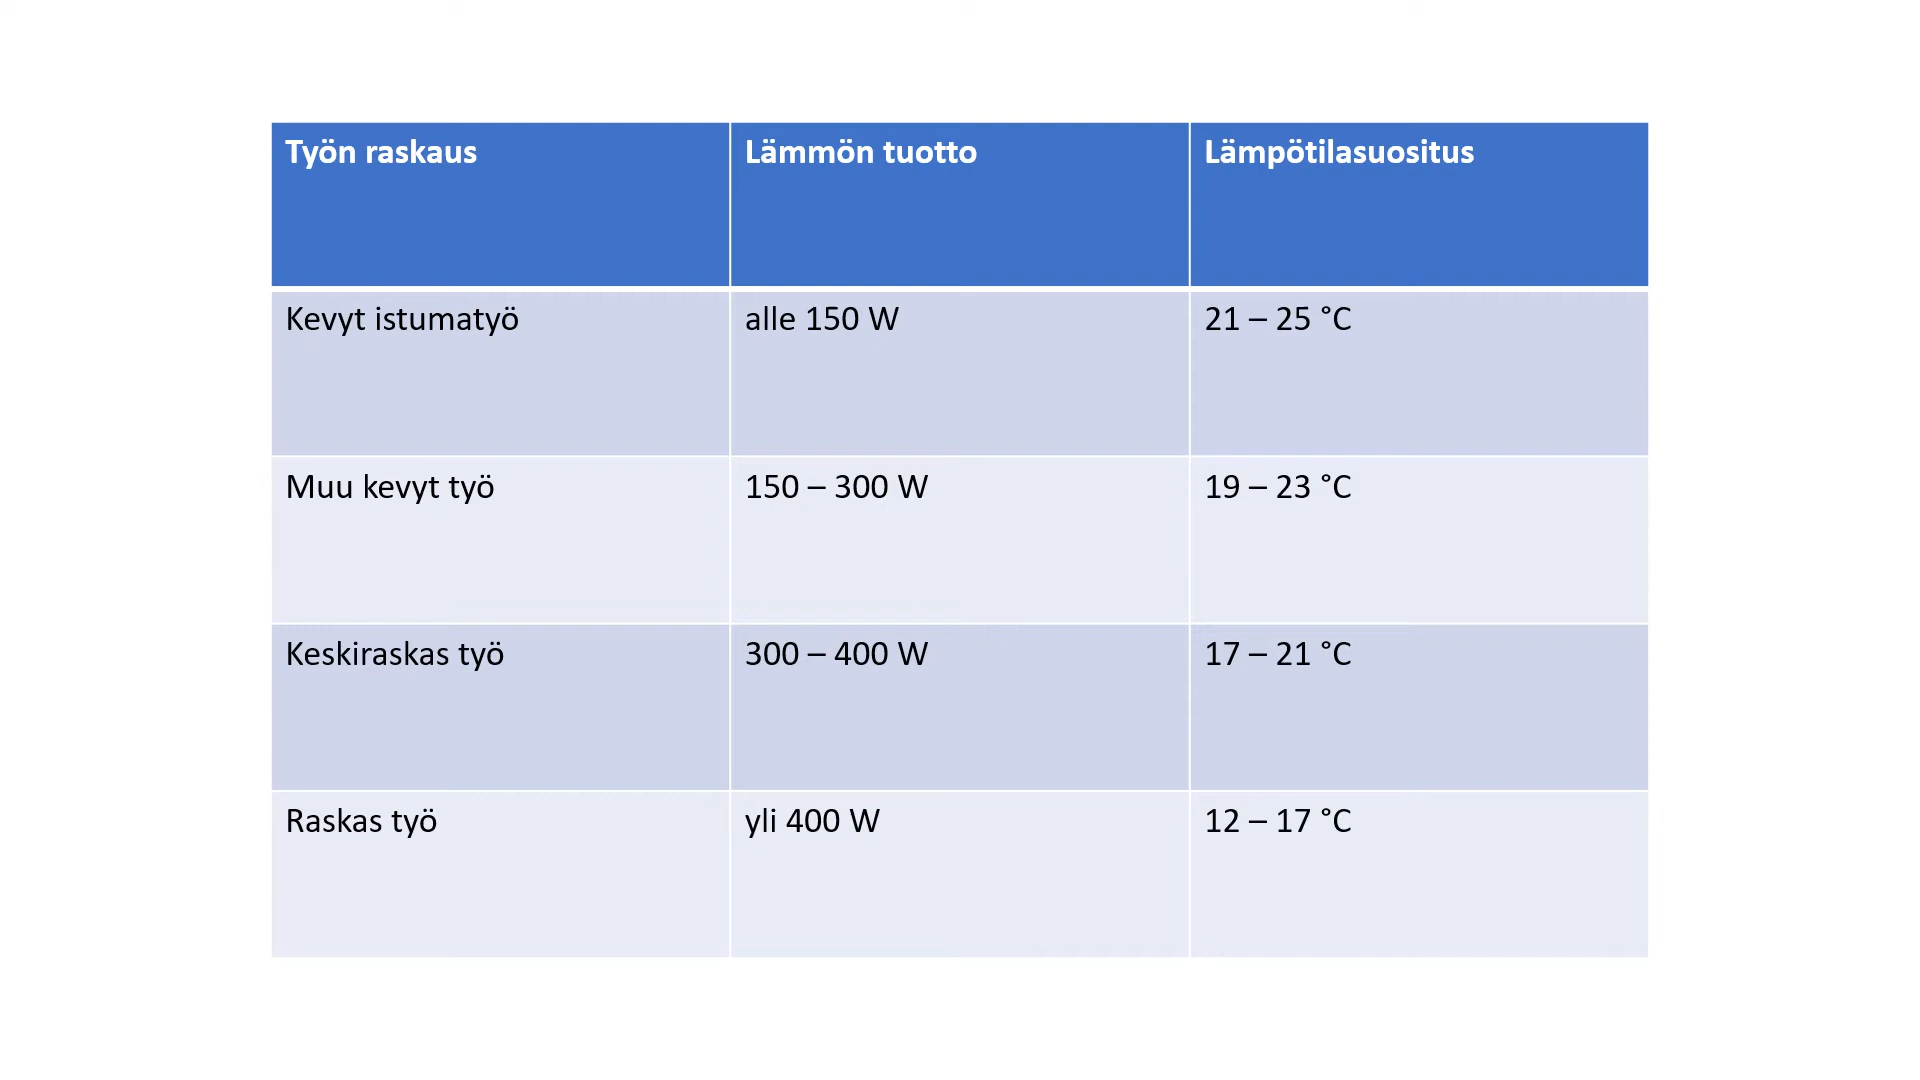 Työn raskaus Lämmön tuotto Lämpötilasuositus
Kevyt istumatyö alle 150 W 21 – 25 °C
Muu kevyt työ 150 – 300 W 19 – 23 °C
Keskiraskas työ 300 – 400 W 17 – 21 °C
Raskas työ yli 400 W 12 – 17 °C